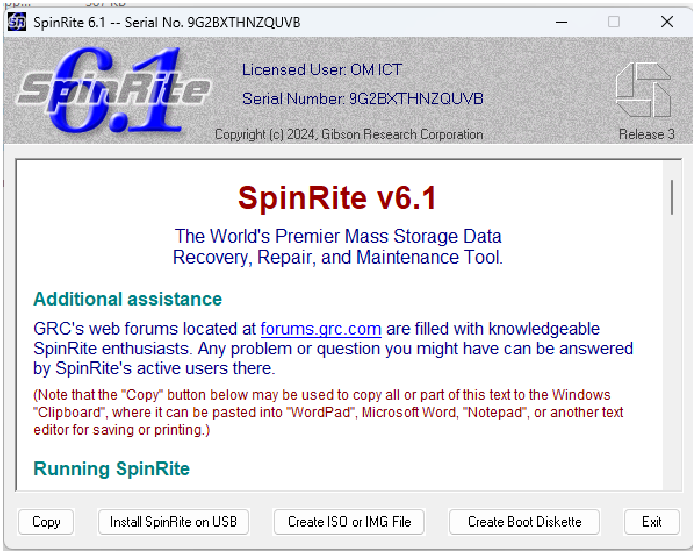 SpinRite 6.1 -- Serial No. 9G2BXTHNZQUVB
SpinRite
6.1
Licensed User: OM ICT
Serial Number: 9G2BXTHNZQUVB
Copyright (c) 2024, Gibson Research Corporation
Release 3
SpinRite v6.1
The World's Premier Mass Storage Data
Recovery, Repair, and Maintenance Tool.
Additional assistance
GRC's web forums located at forums.grc.com are filled with knowledgeable
SpinRite enthusiasts. Any problem or question you might have can be answered
by SpinRite's active users there.
(Note that the "Copy" button below may be used to copy all or part of this text to the Windows
"Clipboard", where it can be pasted into "WordPad", Microsoft Word, "Notepad", or another text
editor for saving or printing.)
Running SpinRite
Copy
Install SpinRite on USB
Create ISO or IMG File
Create Boot Diskette
Exit